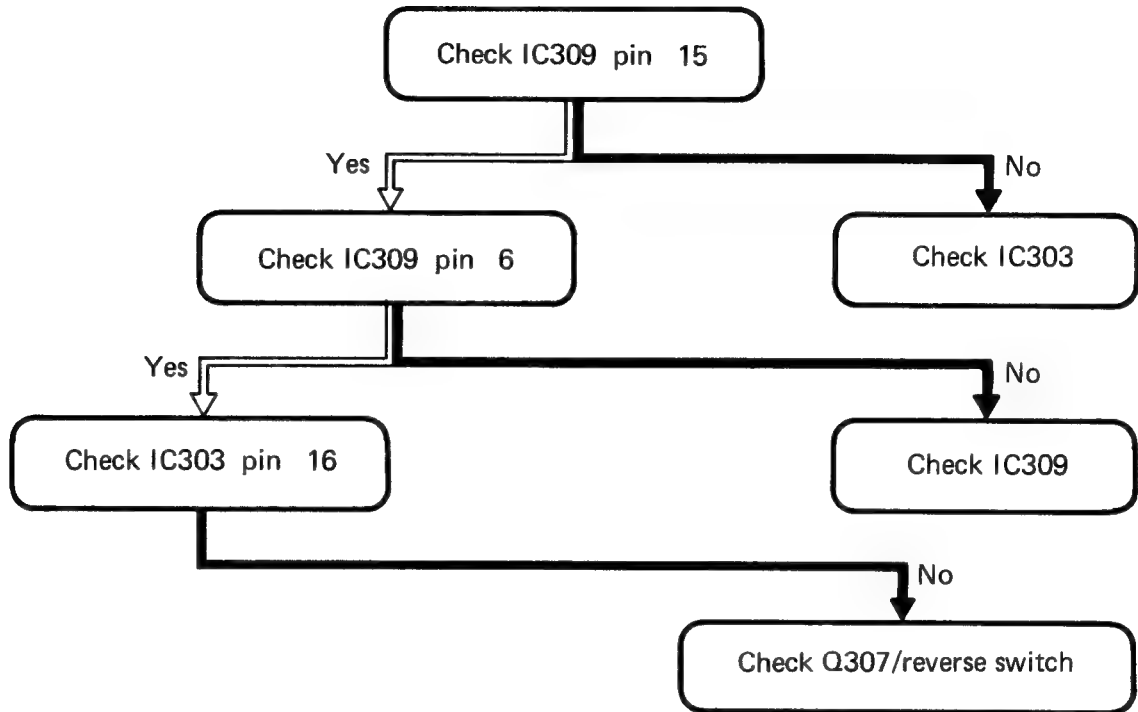 Check IC309 pin 15
Yes
No
Check IC309 pin 6
Check IC303
Yes
No
Check IC303 pin 16
Check IC309
No
Check Q307/reverse switch